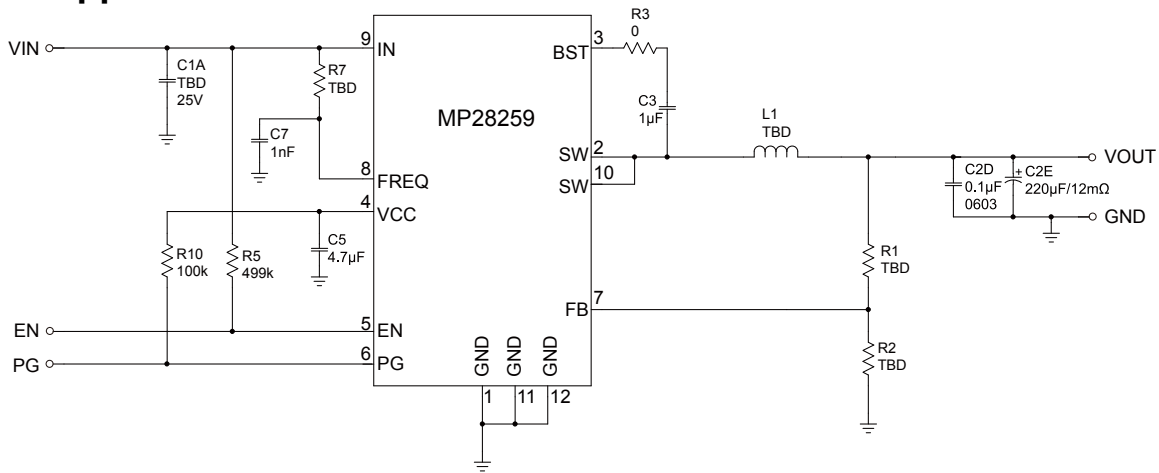 R3
0
VIN
9
IN
3
BST
C1A
TBD
25V
R7
TBD
MP28259
C3
1µF
L1
TBD
C7
1nF
2
SW
10
SW
VOUT
8
FREQ
C2D
0.1µF
0603
+
C2E
220µF/12mΩ
4
VCC
GND
R10
100k
R5
499k
C5
4.7µF
R1
TBD
7
FB
EN
5
EN
PG
6
PG
GND
GND
GND
R2
TBD
1
11
12